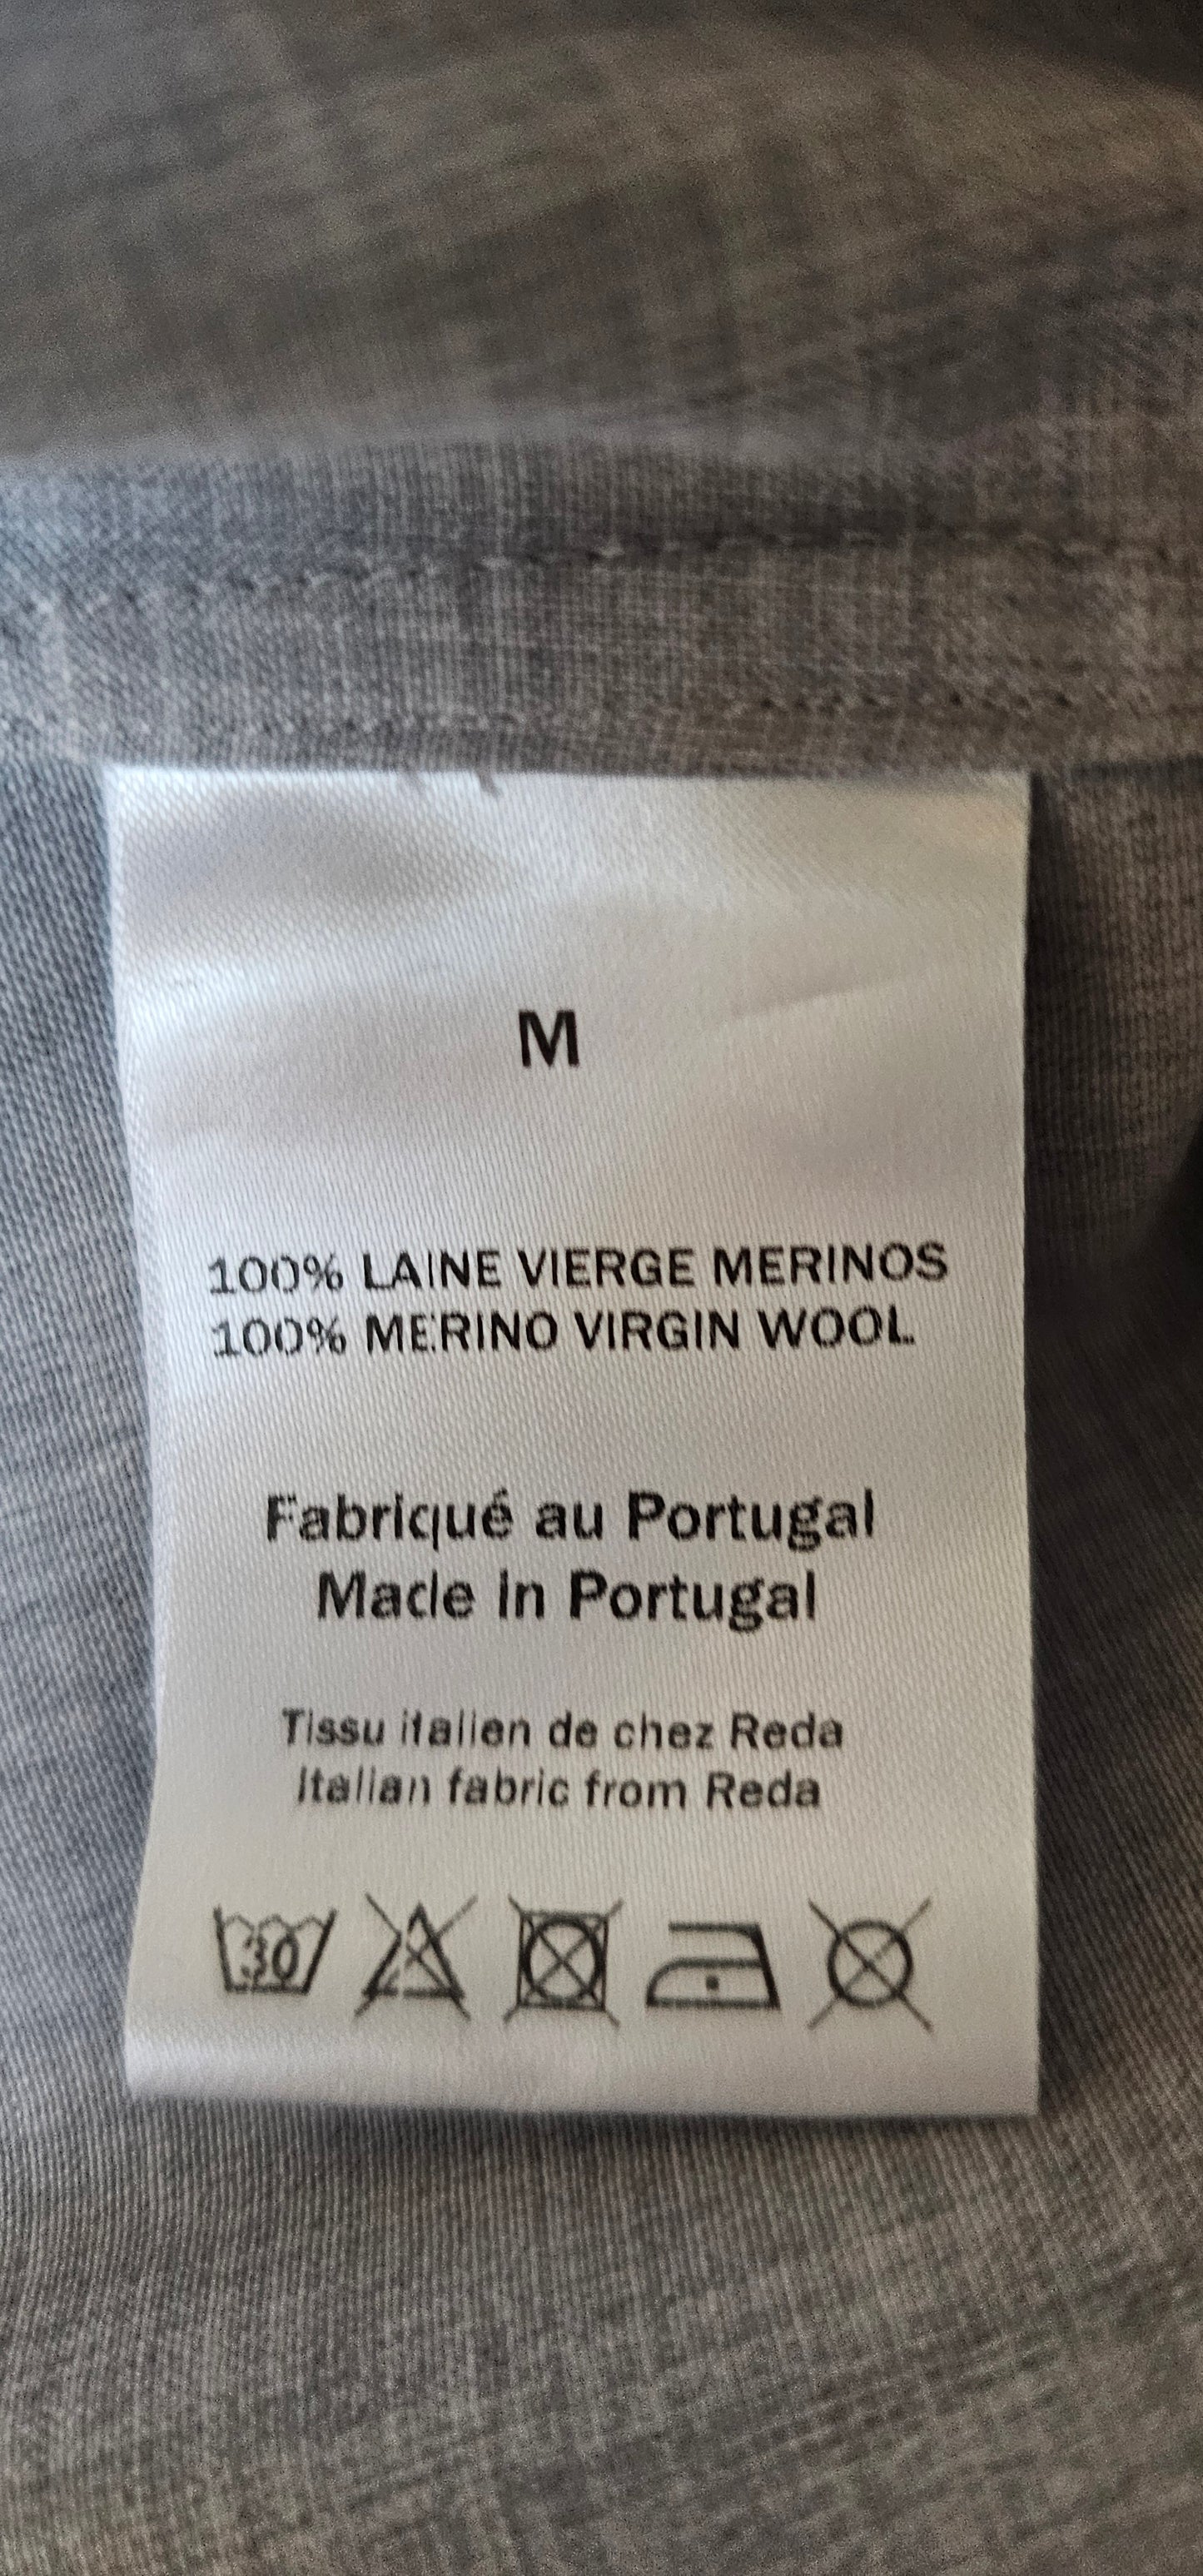 M
100% LAINE VIERGE MERINOS
100% MERINO VIRGIN WOOL
Fabriqué au Portugal
Made in Portugal
Tissu italien de chez Reda
Italian fabric from Reda
30